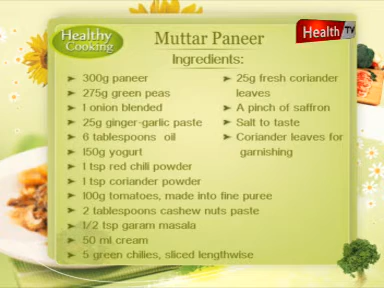 Healthy
Cooking
Muttar Paneer
Health TV
Ingredients:
300g paneer
275g green peas
1 onion blended
25g ginger-garlic paste
6 tablespoons oil
150g yogurt
1 tsp red chili powder
1 tsp coriander powder
100g tomatoes, made into fine puree
2 tablespoons cashew nuts paste
1/2 tsp garam masala
50 ml cream
5 green chilies, sliced lengthwise
25g fresh coriander
leaves
A pinch of saffron
Salt to taste
Coriander leaves for
garnishing